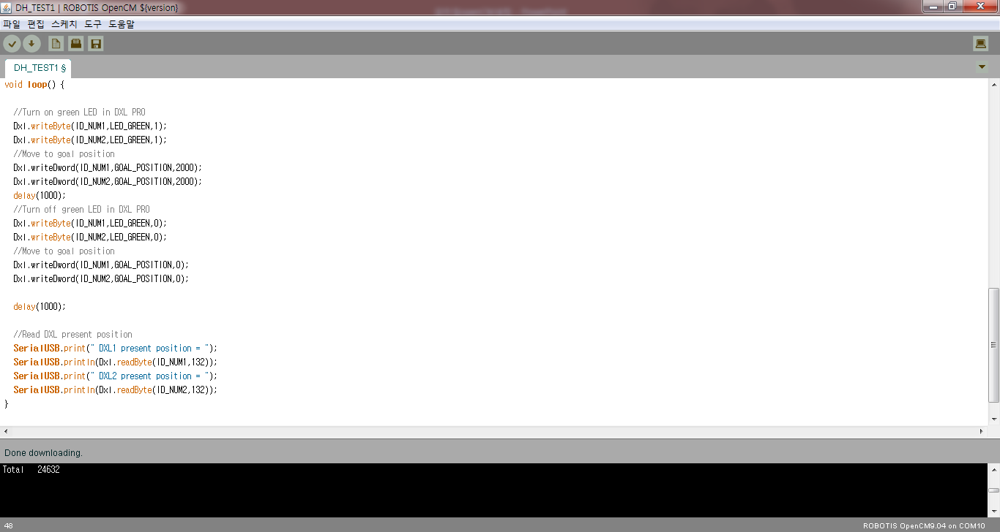 DH_TEST1 | ROBOTIS OpenCM ${version}
파일 편집 스케치 도구 도움말
DH_TEST1 §
void loop() {
//Turn on green LED in DXL PRO
Dxl.writeByte(ID_NUM1,LED_GREEN,1);
Dxl.writeByte(ID_NUM2,LED_GREEN,1);
//Move to goal position
Dxl.writeDword(ID_NUM1,GOAL_POSITION,2000);
Dxl.writeDword(ID_NUM2,GOAL_POSITION,2000);
delay(1000);
//Turn off green LED in DXL PRO
Dxl.writeByte(ID_NUM1,LED_GREEN,0);
Dxl.writeByte(ID_NUM2,LED_GREEN,0);
//Move to goal position
Dxl.writeDword(ID_NUM1,GOAL_POSITION,0);
Dxl.writeDword(ID_NUM2,GOAL_POSITION,0);
delay(1000);
//Read DXL present position
SerialUSB.print(" DXL1 present position = ");
SerialUSB.println(Dxl.readByte(ID_NUM1,132));
SerialUSB.print(" DXL2 present position = ");
SerialUSB.println(Dxl.readByte(ID_NUM2,132));
}
Done downloading.
Total 24632
48
ROBOTIS OpenCM9.04 on COM10